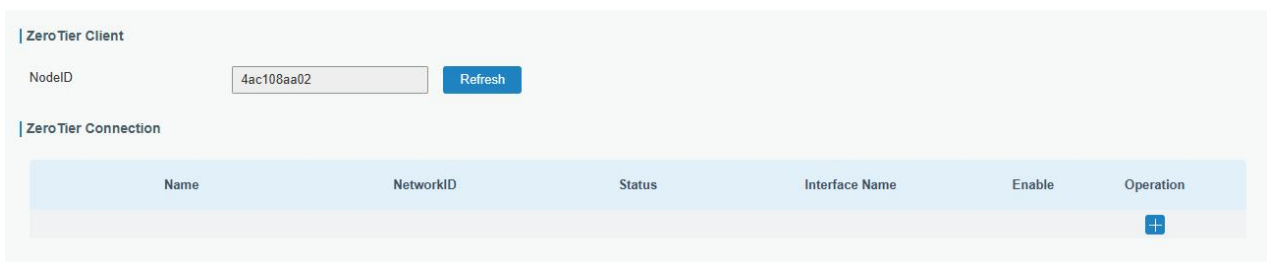 ZeroTier Client
NodeID 4ac108aa02 Refresh
ZeroTier Connection
Name NetworkID Status Interface Name Enable Operation